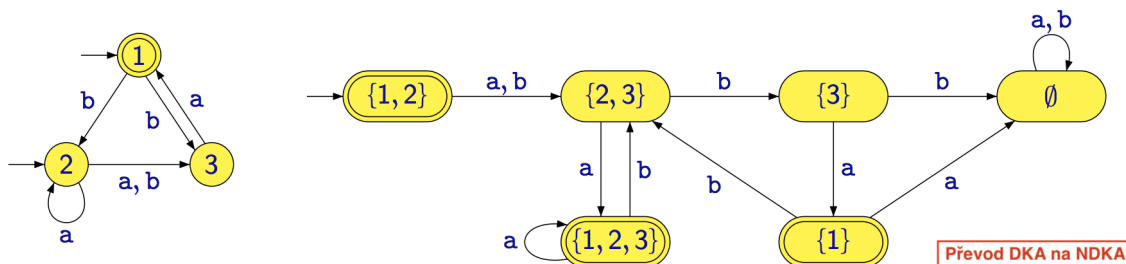 a, b
1
{1, 2}
a, b
{2, 3}
b
{3}
b
∅
b
b
a
2
a, b
3
a
b
b
a
a
a
{1, 2, 3}
{1}
a
Převod DKA na NDKA